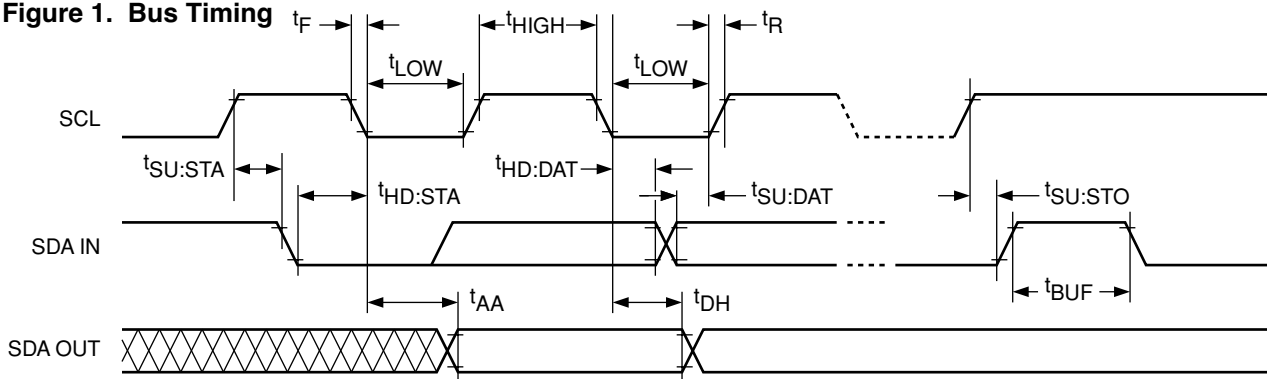 Figure 1. Bus Timing
tF
tHIGH
tR
tLOW
tLOW
SCL
tSU:STA
tHD:STA
tHD:DAT
tSU:DAT
tSU:STO
SDA IN
tBUF
tAA
tDH
SDA OUT